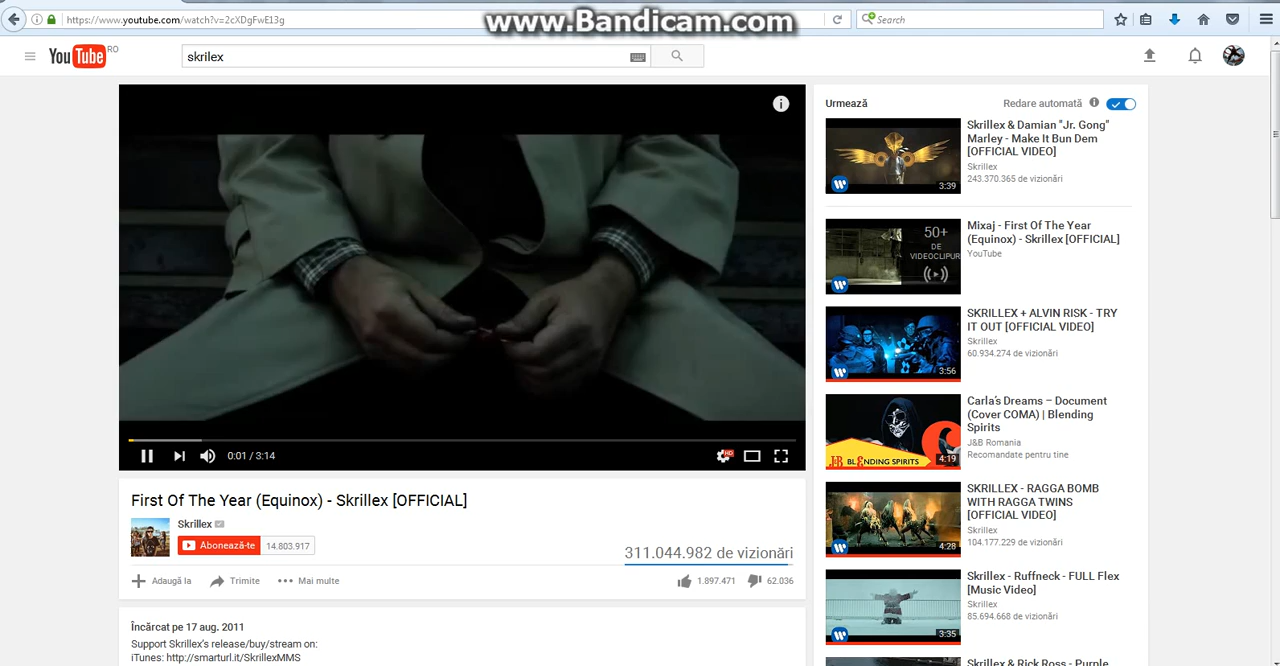 https://www.youtube.com/watch?v=2cXDgFwE13g
www.Bandicam.com
Search
YouTube RO
skrilex
Urmează
Redare automată
Skrillex & Damian "Jr. Gong"
Marley - Make It Bun Dem
[OFFICIAL VIDEO]
Skrillex
243.370.365 de vizionări
3:39
Mixaj - First Of The Year
(Equinox) - Skrillex [OFFICIAL]
YouTube
50+
DE
VIDEOCLIPUR
SKRILLEX + ALVIN RISK - TRY
IT OUT [OFFICIAL VIDEO]
Skrillex
60.934.274 de vizionări
3:56
Carla's Dreams – Document
(Cover COMA) | Blending
Spirits
J&B Romania
Recomandate pentru tine
J&B BLENDING SPIRITS
4:19
SKRILLEX - RAGGA BOMB
WITH RAGGA TWINS
[OFFICIAL VIDEO]
Skrillex
104.177.229 de vizionări
4:28
Skrillex - Ruffneck - FULL Flex
[Music Video]
Skrillex
85.694.668 de vizionări
3:35
Skrillex & Rick Ross - Purple
0:01 / 3:14
HD
First Of The Year (Equinox) - Skrillex [OFFICIAL]
Skrillex
Abonează-te 14.803.917
311.044.982 de vizionări
Adaugă la Trimite Mai multe
1.897.471 62.036
Încărcat pe 17 aug. 2011
Support Skrillex's release/buy/stream on:
iTunes: http://smarturl.it/SkrillexMMS